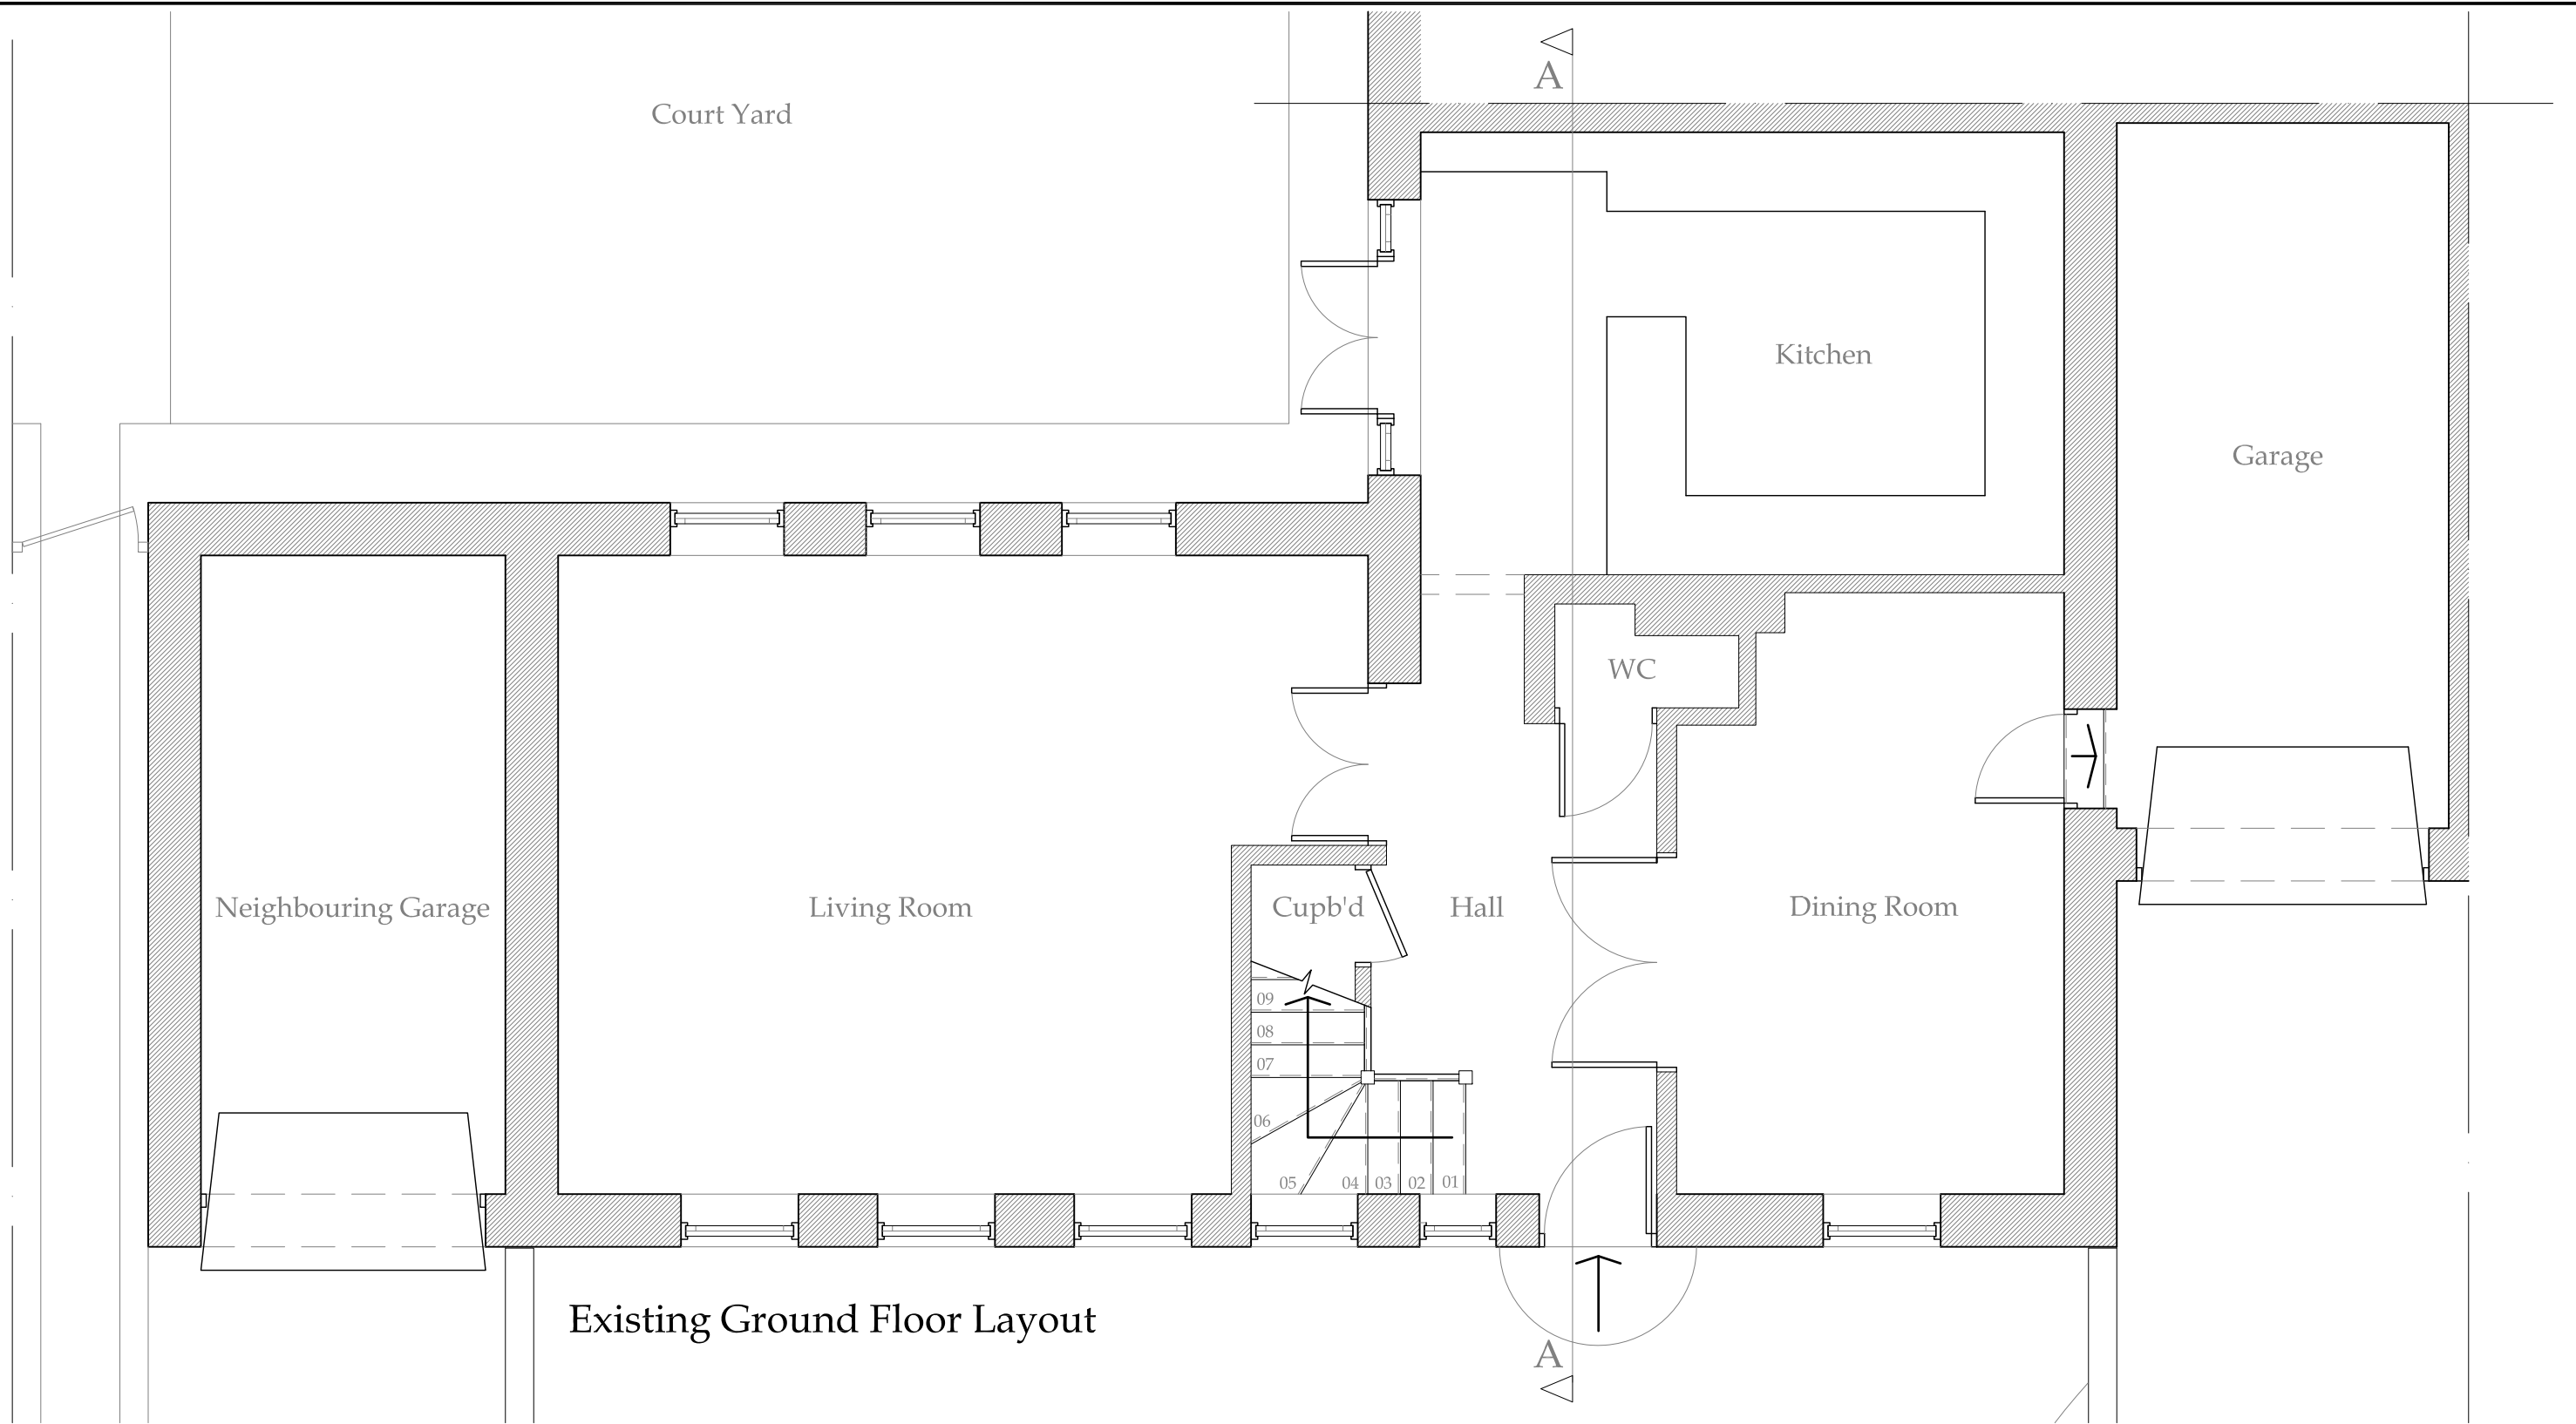 A
Court Yard
Kitchen
Garage
WC
Neighbouring Garage
Living Room
Cupb'd
Hall
Dining Room
09
08
07
06
05
04
03
02
01
Existing Ground Floor Layout
A